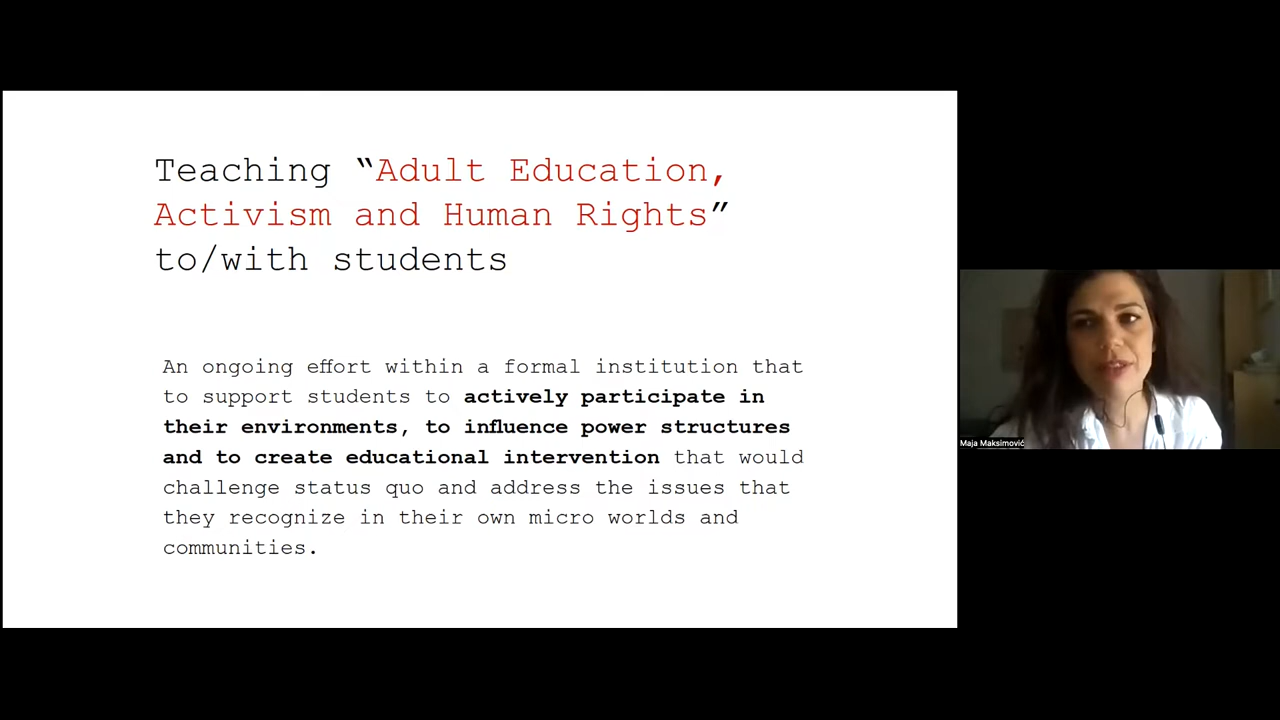 Teaching “Adult Education,
Activism and Human Rights”
to/with students
An ongoing effort within a formal institution that
to support students to actively participate in
their environments, to influence power structures
and to create educational intervention that would
challenge status quo and address the issues that
they recognize in their own micro worlds and
communities.
Maja Maksimović